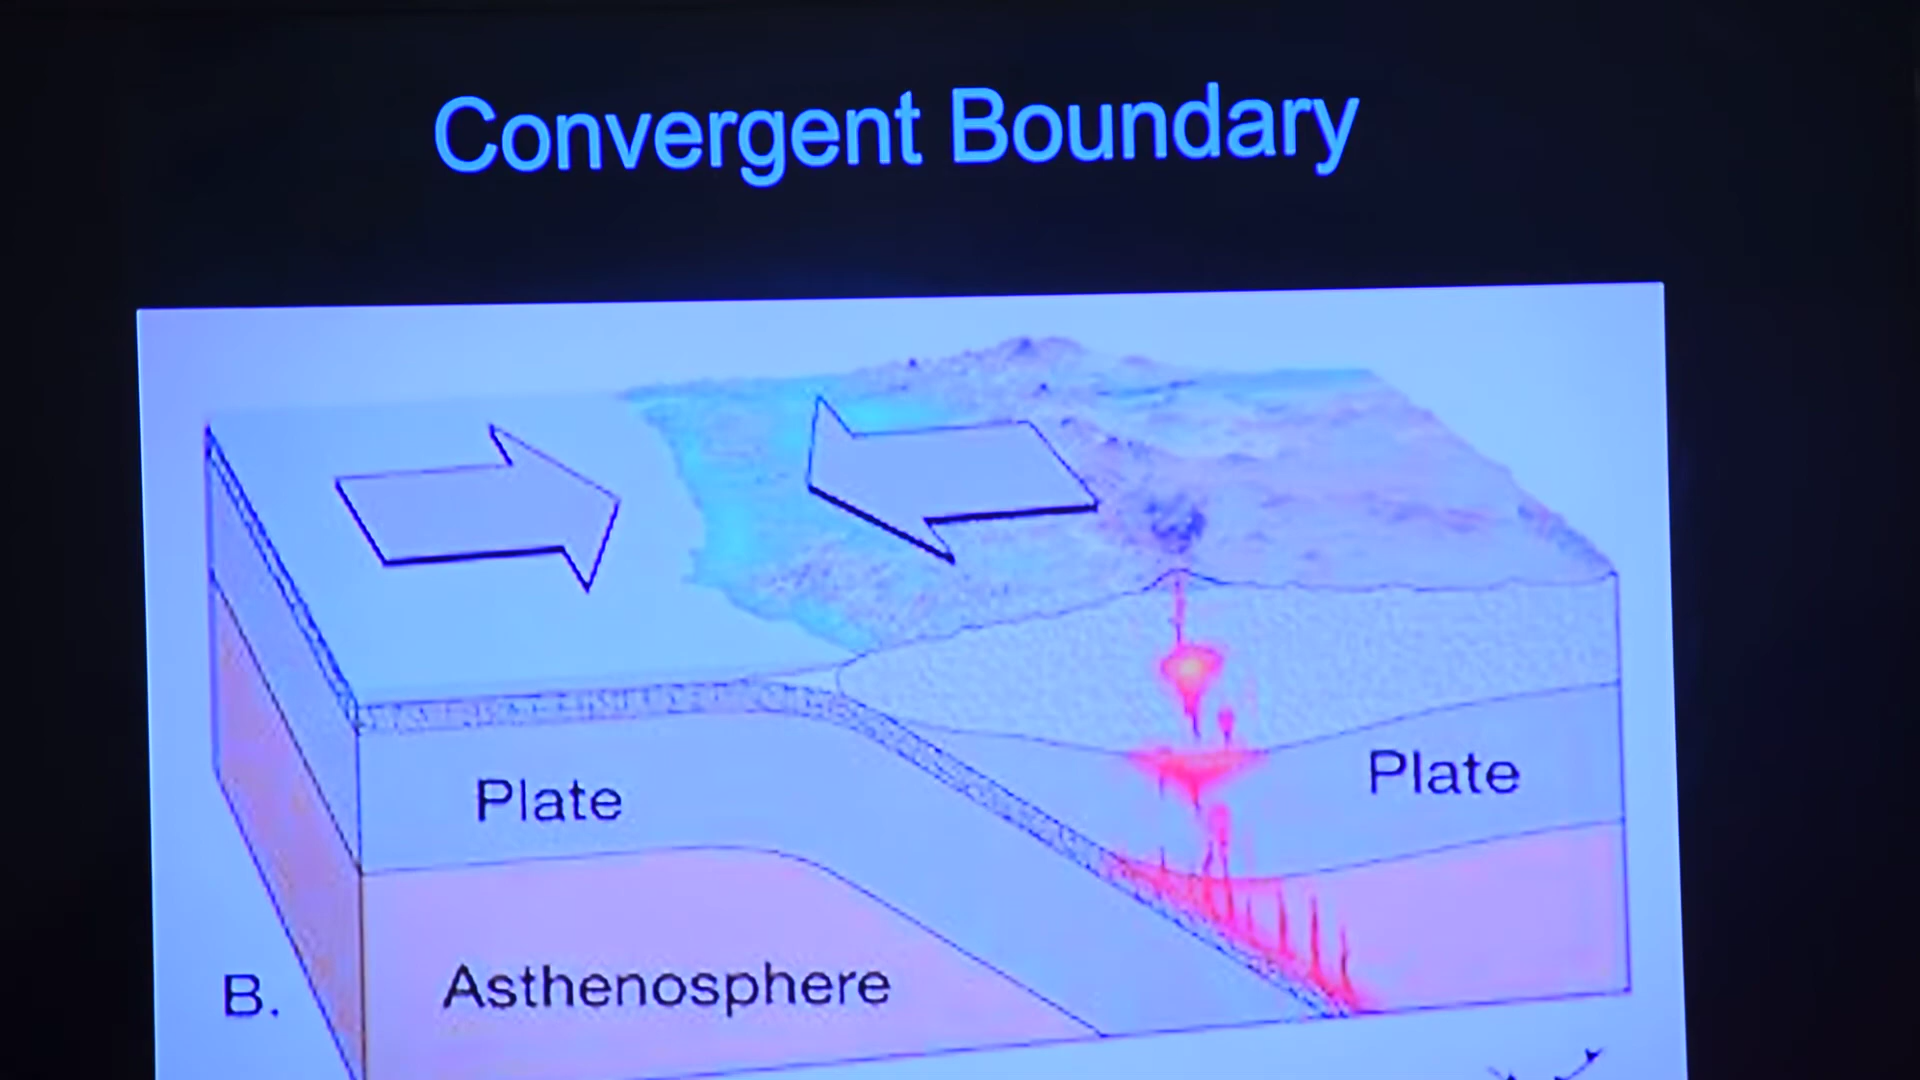 Convergent Boundary
Plate
Plate
Asthenosphere
B.